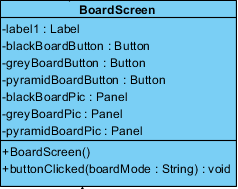 BoardScreen
-label1 : Label
-blackBoardButton : Button
-greyBoardButton : Button
-pyramidBoardButton : Button
-blackBoardPic : Panel
-greyBoardPic : Panel
-pyramidBoardPic : Panel
+BoardScreen()
+buttonClicked(boardMode : String) : void